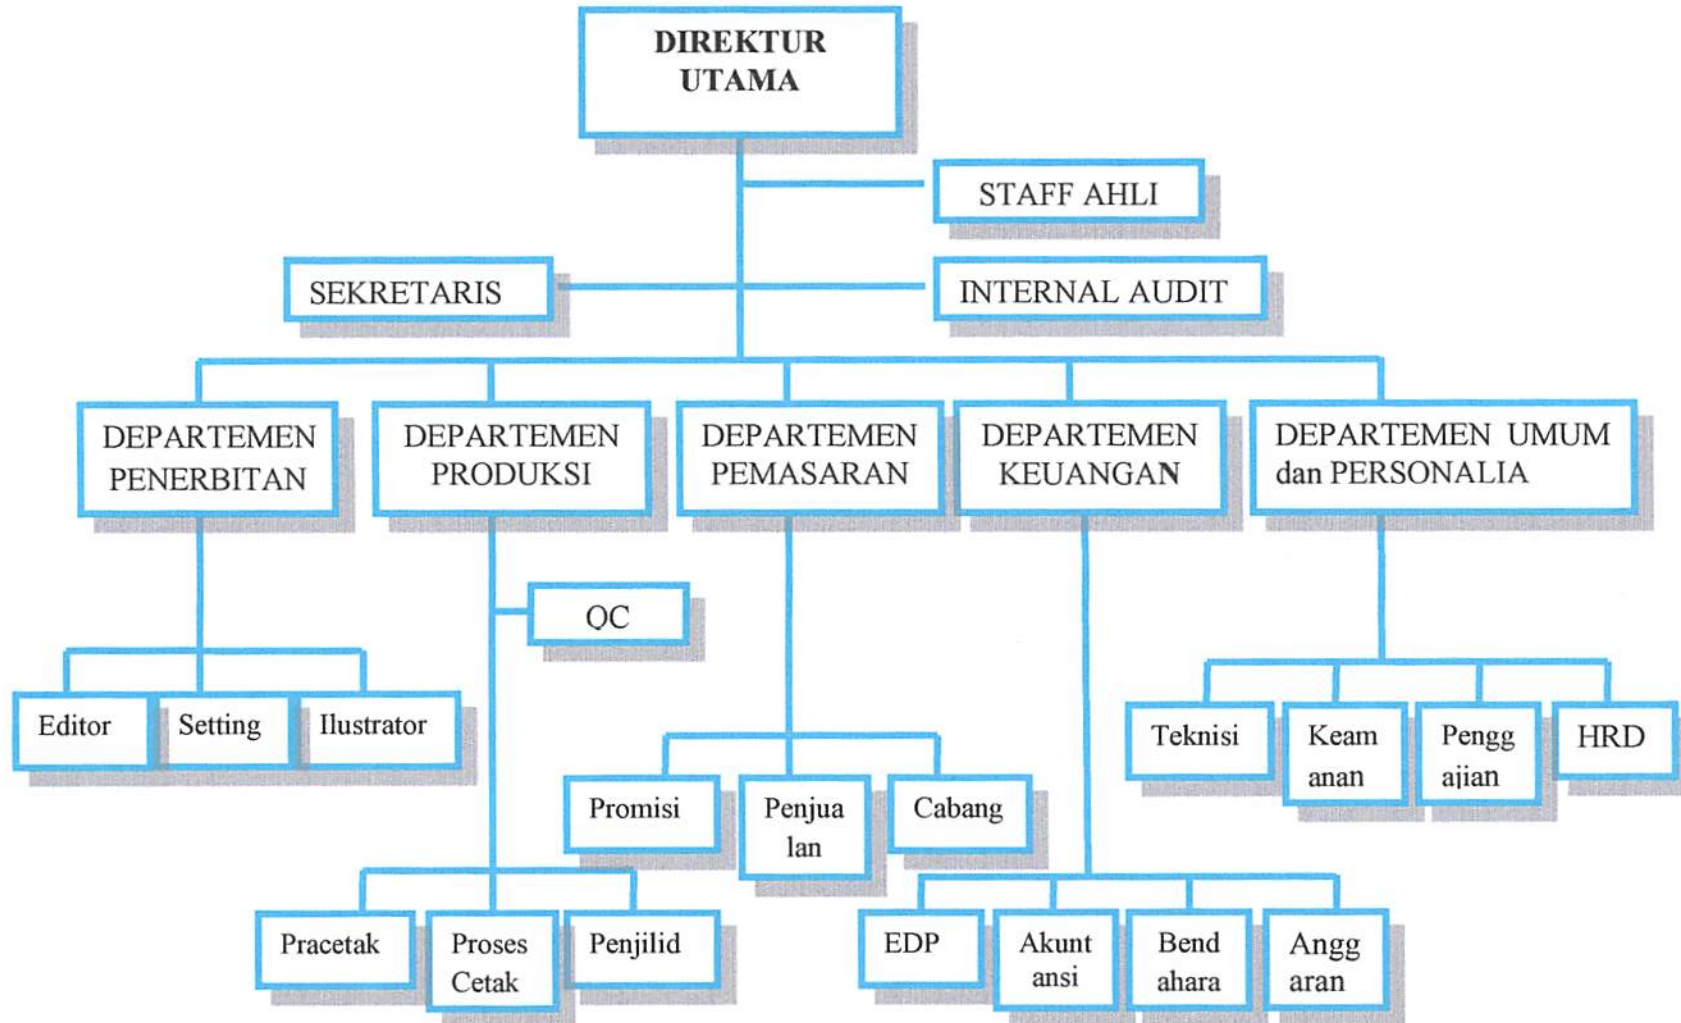 DIREKTUR
UTAMA
STAFF AHLI
SEKRETARIS
INTERNAL AUDIT
DEPARTEMEN
PENERBITAN
DEPARTEMEN
PRODUKSI
DEPARTEMEN
PEMASARAN
DEPARTEMEN
KEUANGAN
DEPARTEMEN UMUM
dan PERSONALIA
QC
Editor
Setting
Ilustrator
Teknisi
Keam
anan
Pengg
ajian
HRD
Promisi
Penjua
lan
Cabang
Pracetak
Proses
Cetak
Penjilid
EDP
Akunt
ansi
Bend
ahara
Angg
aran